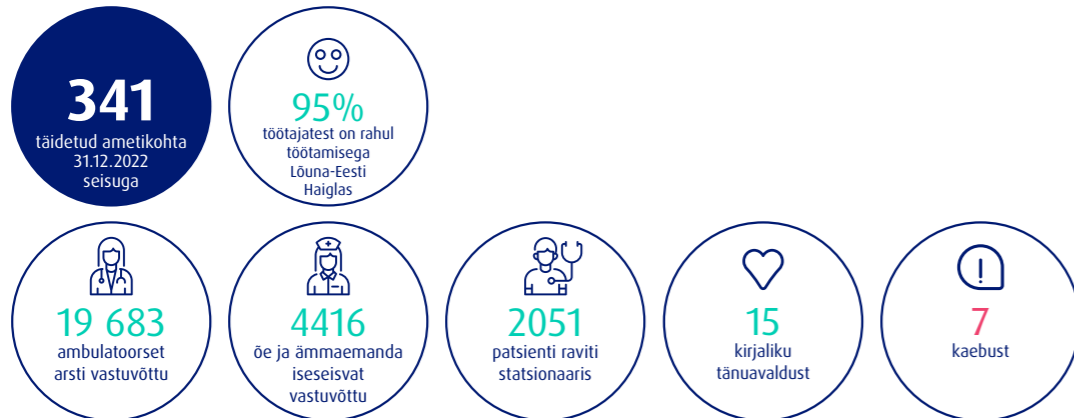 341
täidetud ametikohta
31.12.2022
seisuga
95%
töötajatest on rahul
töötamisega
Lõuna-Eesti
Haiglas
19 683
ambulatoorset
arsti vastuvõttu
4416
õe ja ämmaemanda
iseseisvat
vastuvõttu
2051
patsienti raviti
statsionaaris
15
kirjaliku
tänuavaldust
7
kaebust